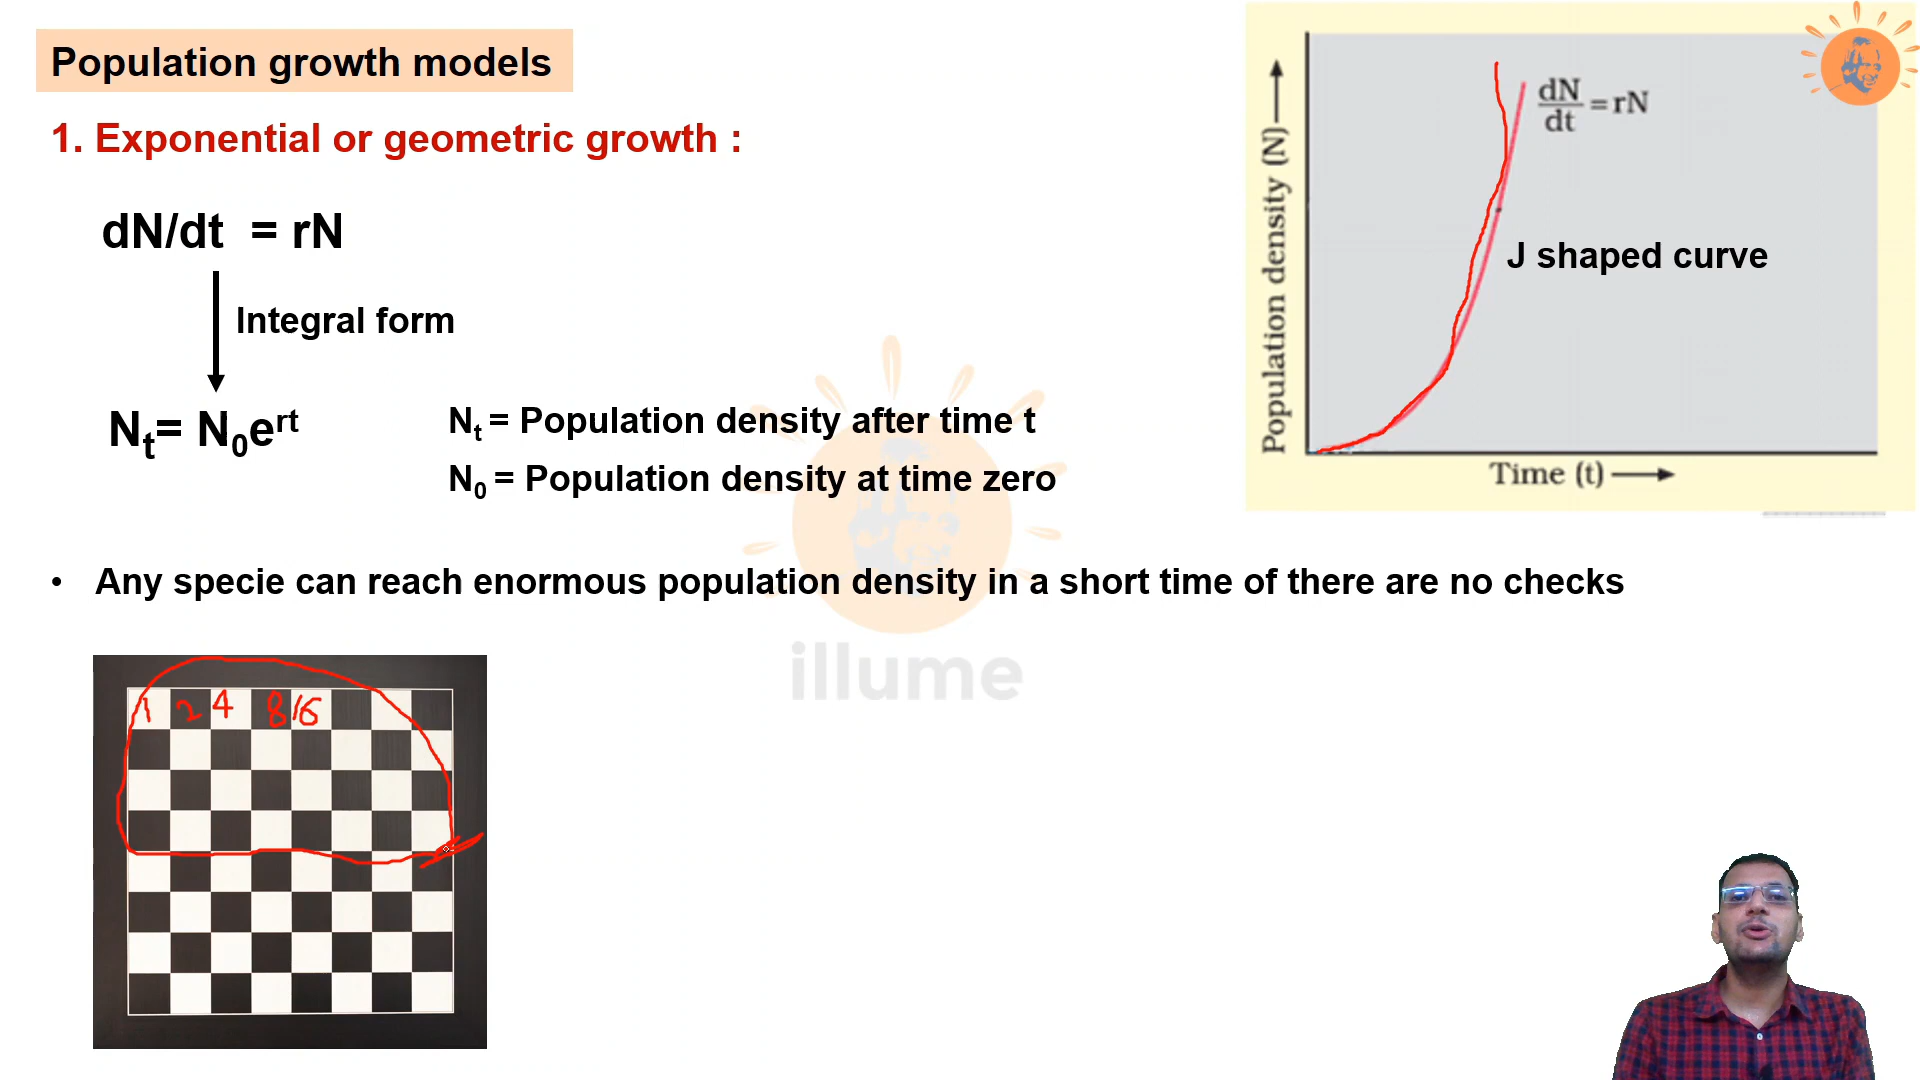 Population growth models
1. Exponential or geometric growth :
dN/dt = rN
Integral form
Nt= N0ert
Nt = Population density after time t
N0 = Population density at time zero
Population density (N)
dN/dt = rN
J shaped curve
Time (t)
• Any specie can reach enormous population density in a short time of there are no checks
1 2 4 8 16
illume